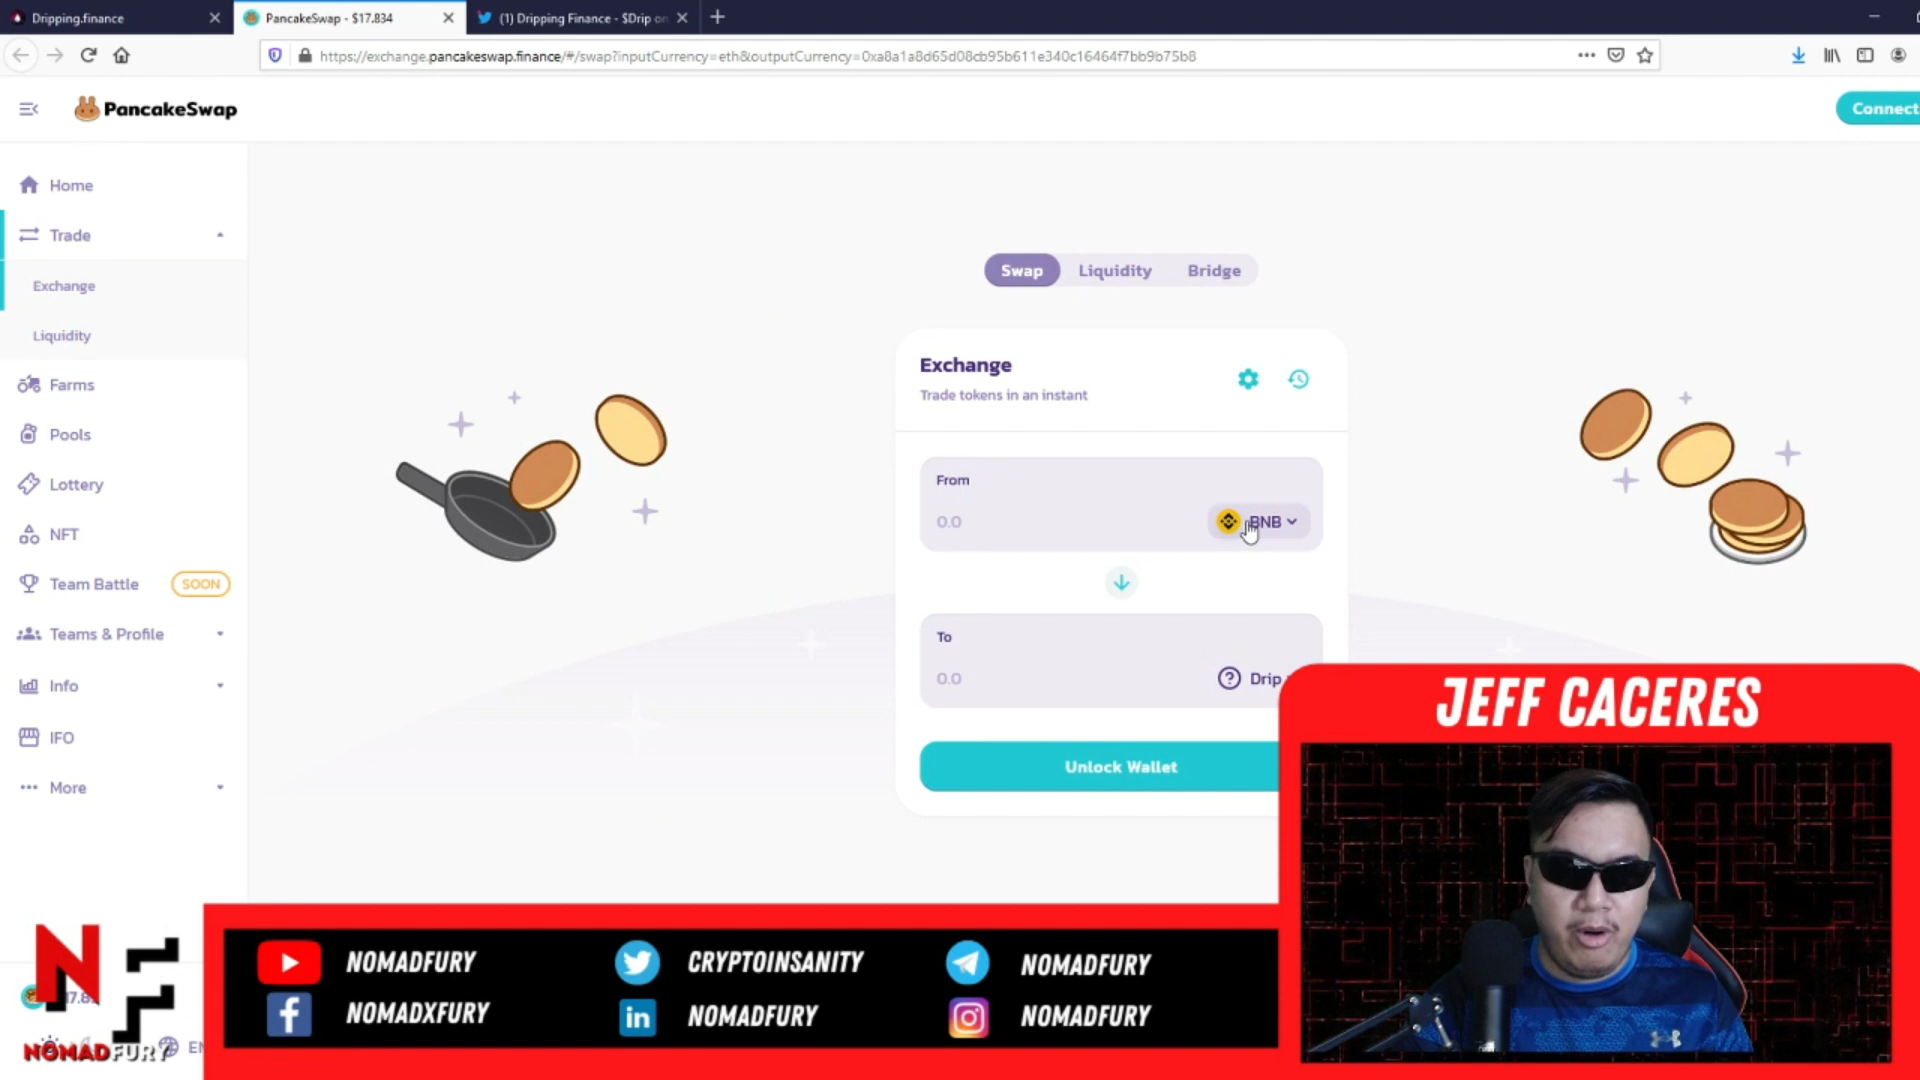 Dripping.finance
PancakeSwap - $17.834
(1) Dripping Finance - $Drip on
https://exchange.pancakeswap.finance/#/swap?inputCurrency=eth&outputCurrency=0xa8a1a8d65d08cb95b611e340c16464f7bb9b75b8
PancakeSwap
Connect
Home
Trade
Exchange
Liquidity
Farms
Pools
Lottery
NFT
Team Battle
SOON
Teams & Profile
Info
IFO
More
Swap
Liquidity
Bridge
Exchange
Trade tokens in an instant
From
0.0
BNB
To
0.0
Drip
Unlock Wallet
JEFF CACERES
NOMADFURY
CRYPTOINSANITY
NOMADFURY
NOMADXFURY
NOMADFURY
NOMADFURY
NF
NOMADFURY
EN